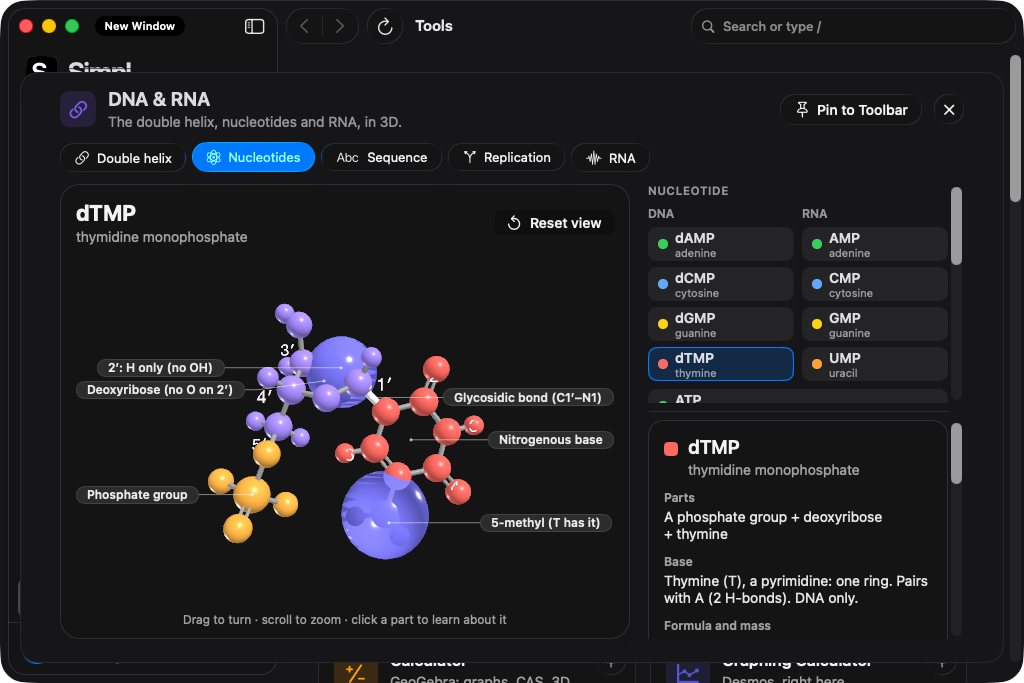 New Window
Tools
Search or type /
DNA & RNA
The double helix, nucleotides and RNA, in 3D.
Pin to Toolbar
Double helix
Nucleotides
Abc Sequence
Replication
RNA
dTMP
thymidine monophosphate
Reset view
3′
2′: H only (no OH)
Deoxyribose (no O on 2′)
1′
4′
Glycosidic bond (C1′–N1)
Nitrogenous base
5′
Phosphate group
5-methyl (T has it)
Drag to turn · scroll to zoom · click a part to learn about it
NUCLEOTIDE
DNA
RNA
dAMP
adenine
AMP
adenine
dCMP
cytosine
CMP
cytosine
dGMP
guanine
GMP
guanine
dTMP
thymine
UMP
uracil
ATP
dTMP
thymidine monophosphate
Parts
A phosphate group + deoxyribose
+ thymine
Base
Thymine (T), a pyrimidine: one ring. Pairs
with A (2 H-bonds). DNA only.
Formula and mass
Calculator
GeoGebra: graphs, CAS, 3D
Graphing Calculator
Desmos, right here